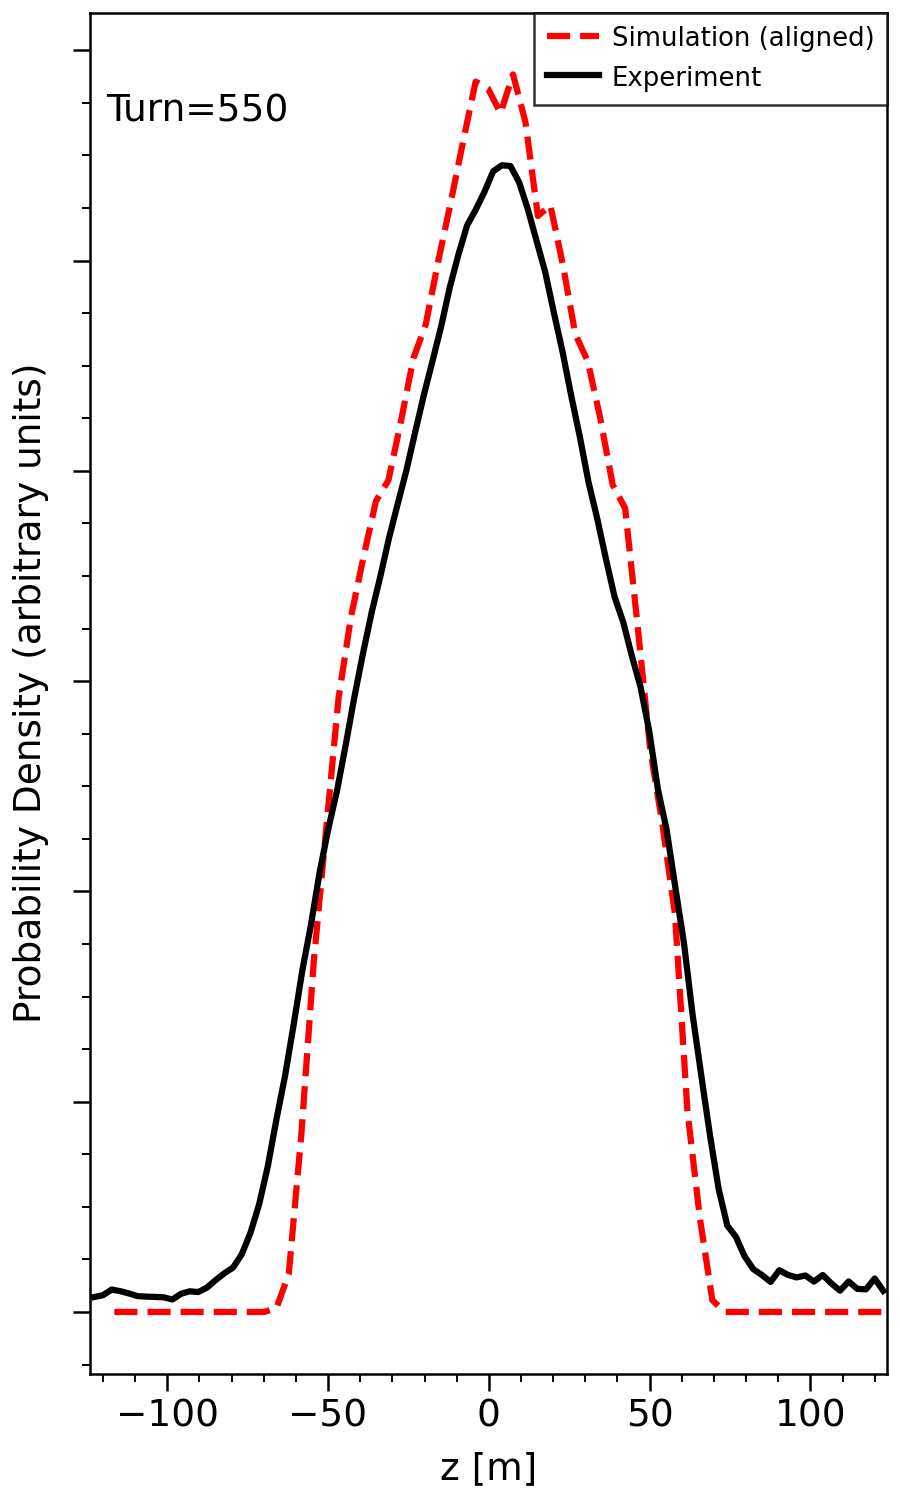 Simulation (aligned)
Experiment
Turn=550
Probability Density (arbitrary units)
−100 −50 0 50 100
z [m]